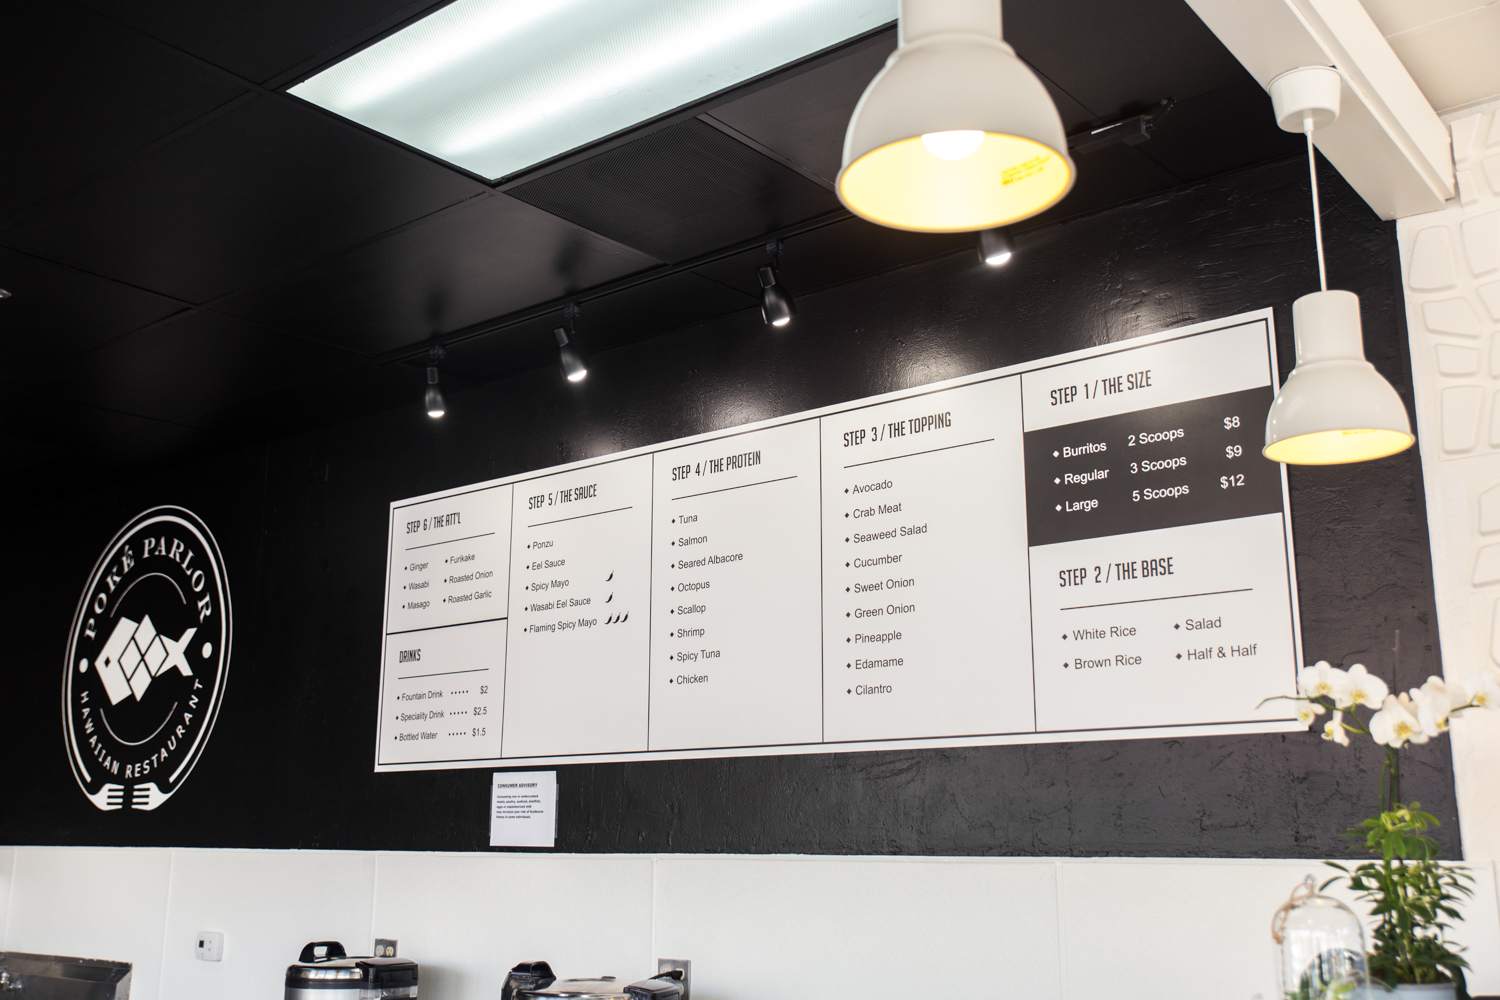 POKÉ PARLOR
HAWAIIAN RESTAURANT
STEP 6 / THE ATT'L
Ginger
Wasabi
Masago
Furikake
Roasted Onion
Roasted Garlic
DRINKS
Fountain Drink ····· $2
Speciality Drink ····· $2.5
Bottled Water ····· $1.5
STEP 5 / THE SAUCE
Ponzu
Eel Sauce
Spicy Mayo
Wasabi Eel Sauce
Flaming Spicy Mayo
STEP 4 / THE PROTEIN
Tuna
Salmon
Seared Albacore
Octopus
Scallop
Shrimp
Spicy Tuna
Chicken
STEP 3 / THE TOPPING
Avocado
Crab Meat
Seaweed Salad
Cucumber
Sweet Onion
Green Onion
Pineapple
Edamame
Cilantro
STEP 1 / THE SIZE
Burritos 2 Scoops $8
Regular 3 Scoops $9
Large 5 Scoops $12
STEP 2 / THE BASE
White Rice
Brown Rice
Salad
Half & Half
CONSUMER ADVISORY